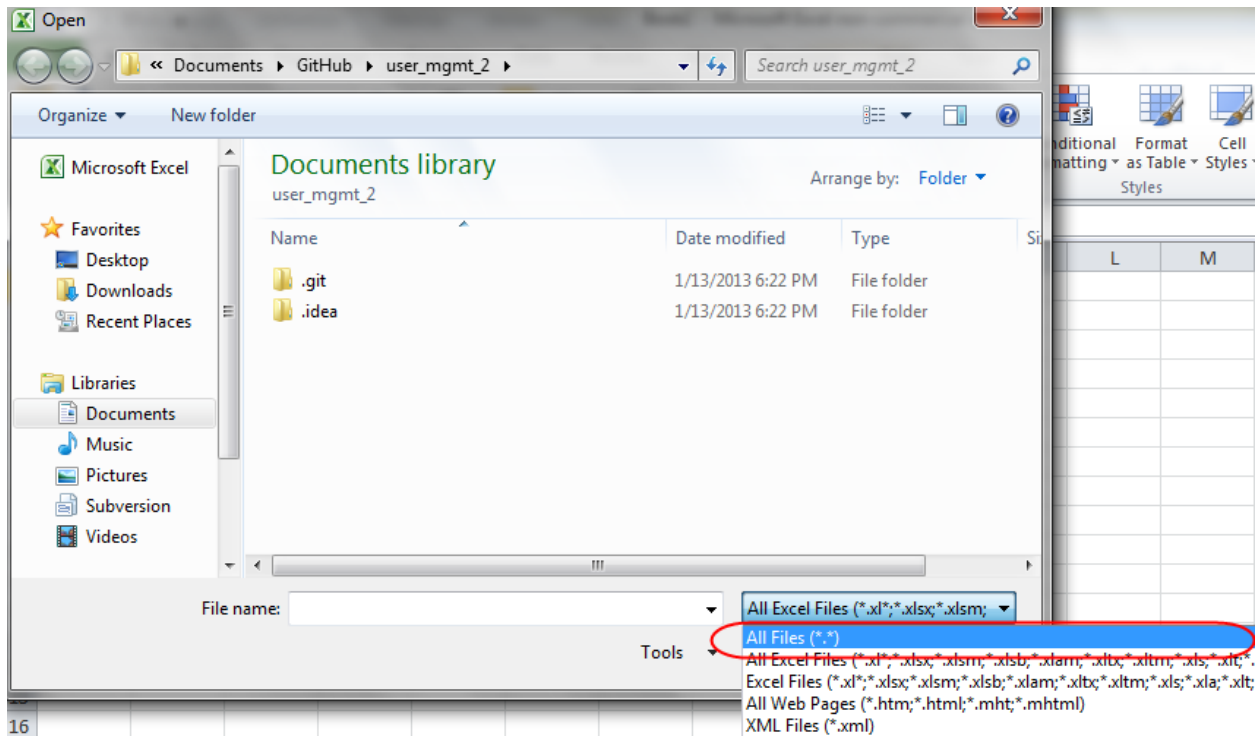 Open
« Documents ▸ GitHub ▸ user_mgmt_2 ▸
Search user_mgmt_2
Organize
New folder
Microsoft Excel
Favorites
Desktop
Downloads
Recent Places
Libraries
Documents
Music
Pictures
Subversion
Videos
Documents library
user_mgmt_2
Arrange by: Folder
Name Date modified Type
.git 1/13/2013 6:22 PM File folder
.idea 1/13/2013 6:22 PM File folder
File name:
All Excel Files (*.xl*;*.xlsx;*.xlsm;
Tools
All Files (*.*)
All Excel Files (*.xl*;*.xlsx;*.xlsm;*.xlsb;*.xlam;*.xltx;*.xltm;*.xls;*.xlt;*.
Excel Files (*.xl*;*.xlsx;*.xlsm;*.xlsb;*.xlam;*.xltx;*.xltm;*.xls;*.xla;*.xlt;
All Web Pages (*.htm;*.html;*.mht;*.mhtml)
XML Files (*.xml)
Format
as Table
Cell
Styles
Styles
L M
16